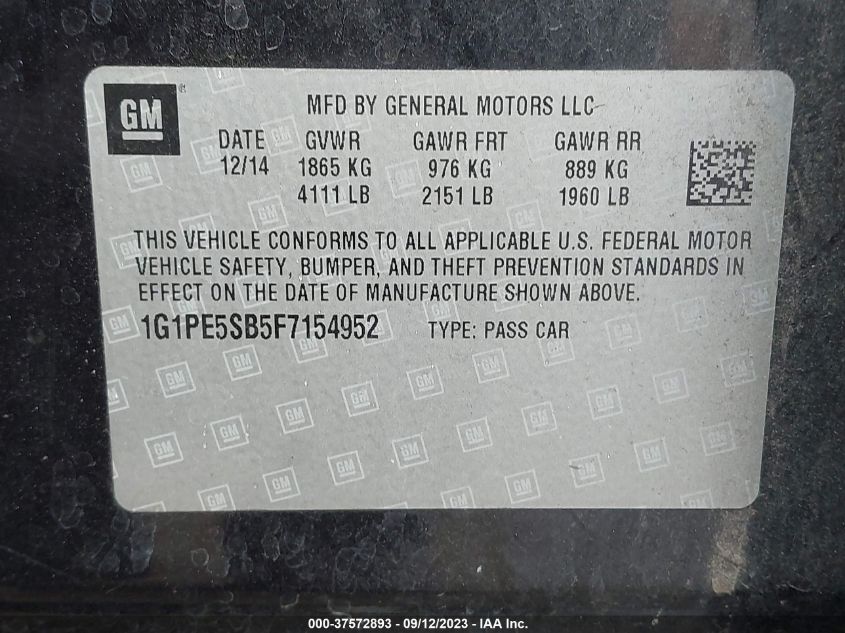 GM ®
MFD BY GENERAL MOTORS LLC
DATE GVWR GAWR FRT GAWR RR
12/14 1865 KG 976 KG 889 KG
4111 LB 2151 LB 1960 LB
THIS VEHICLE CONFORMS TO ALL APPLICABLE U.S. FEDERAL MOTOR
VEHICLE SAFETY, BUMPER, AND THEFT PREVENTION STANDARDS IN
EFFECT ON THE DATE OF MANUFACTURE SHOWN ABOVE.
1G1PE5SB5F7154952 TYPE: PASS CAR
000-37572893 - 09/12/2023 - IAA Inc.